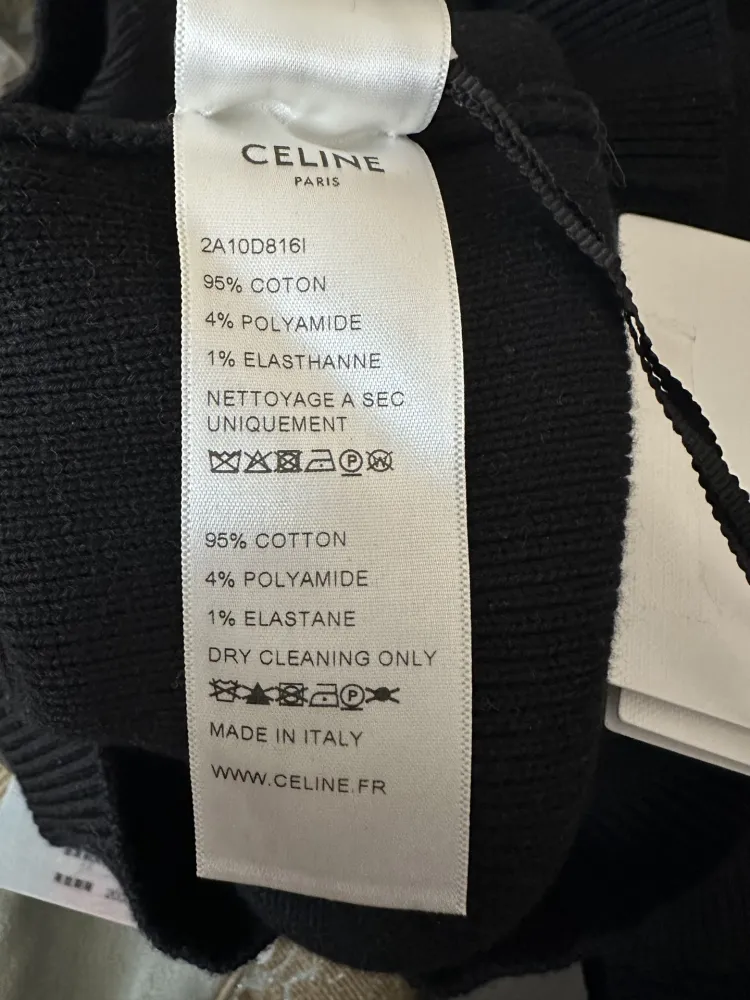 CELINE
PARIS
2A10D816I
95% COTON
4% POLYAMIDE
1% ELASTHANNE
NETTOYAGE A SEC
UNIQUEMENT
P W
95% COTTON
4% POLYAMIDE
1% ELASTANE
DRY CLEANING ONLY
P
MADE IN ITALY
WWW.CELINE.FR